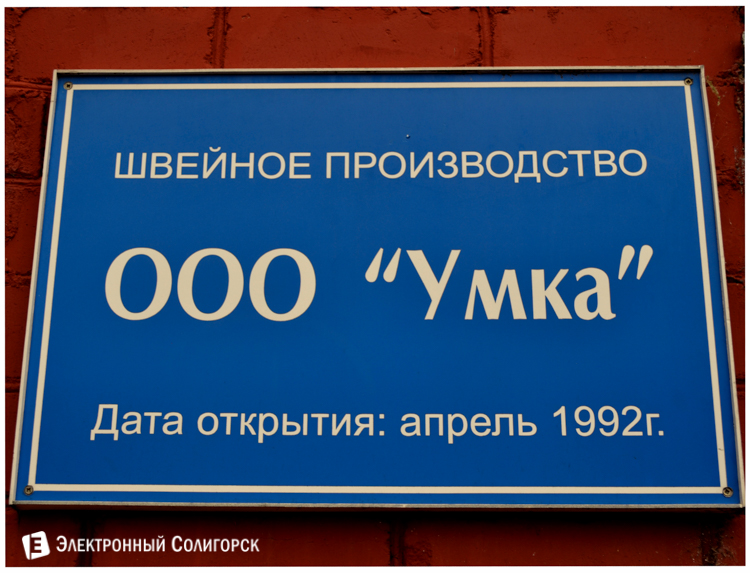 ШВЕЙНОЕ ПРОИЗВОДСТВО
ООО “Умка”
Дата открытия: апрель 1992г.
E Электронный Солигорск